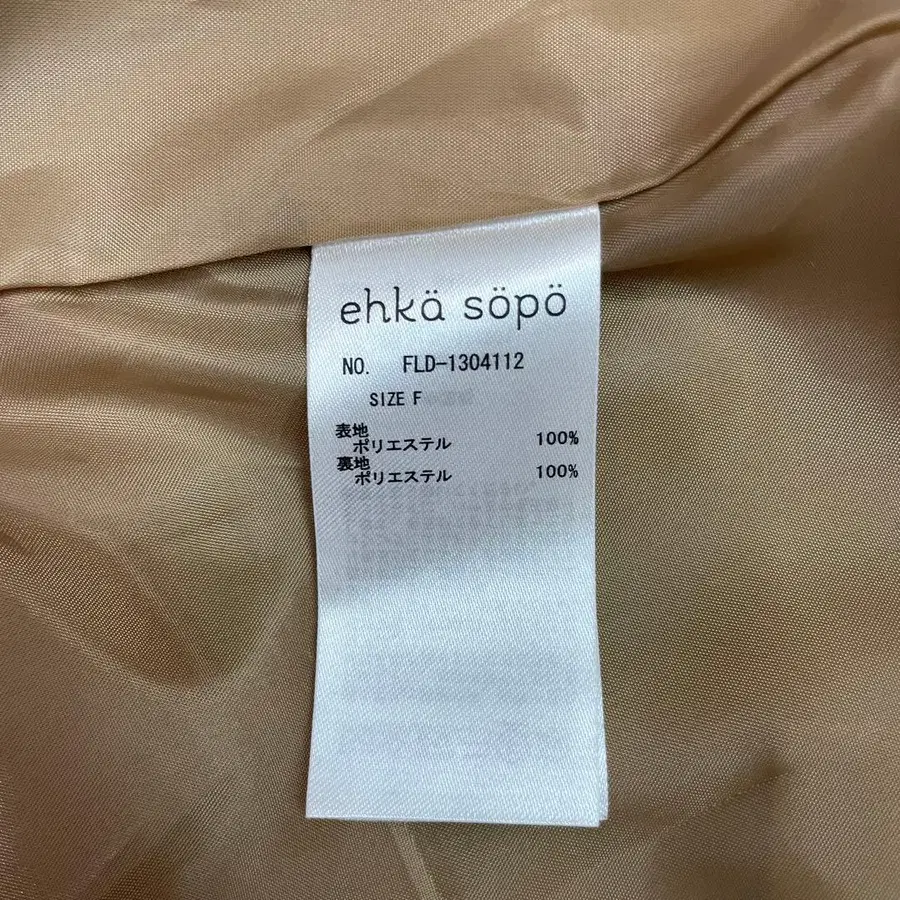 ehkä söpö
NO. FLD-1304112
SIZE F
表地
ポリエステル 100%
裏地
ポリエステル 100%